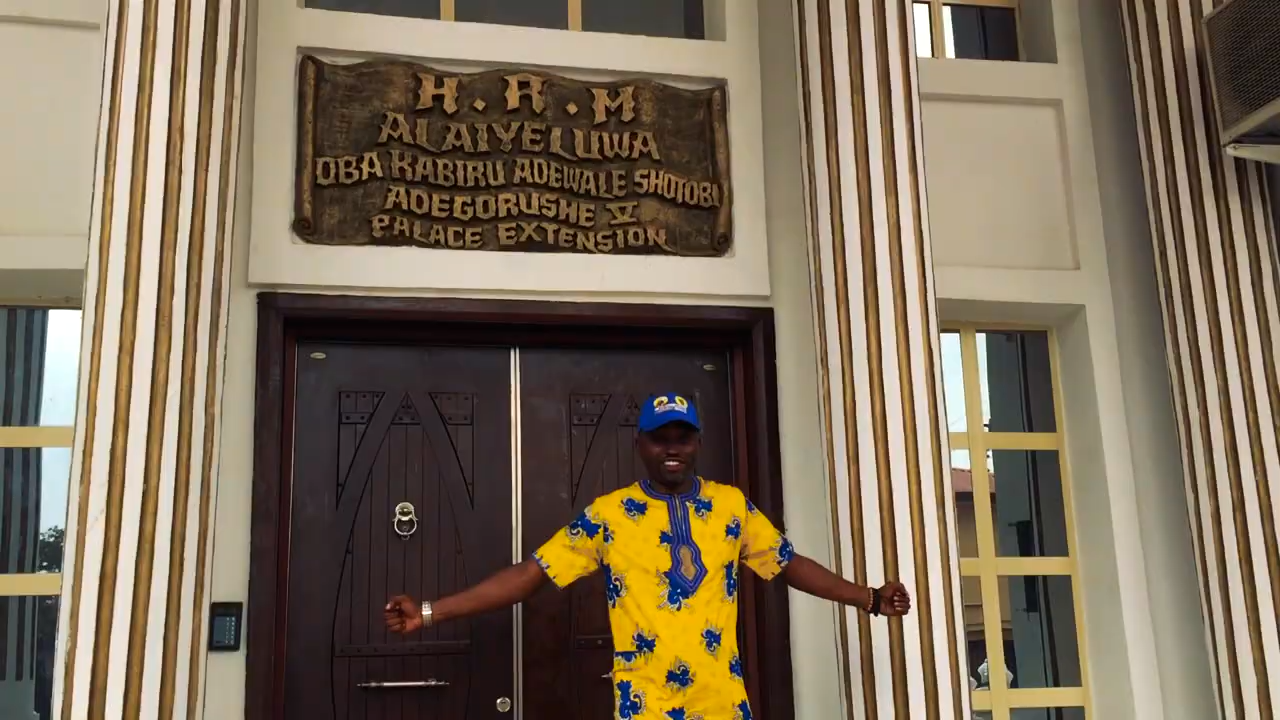 H.R.M
ALAIYELUWA
OBA KABIRU ADEWALE SHOTOBI
ADEGORUSHE V
PALACE EXTENSION